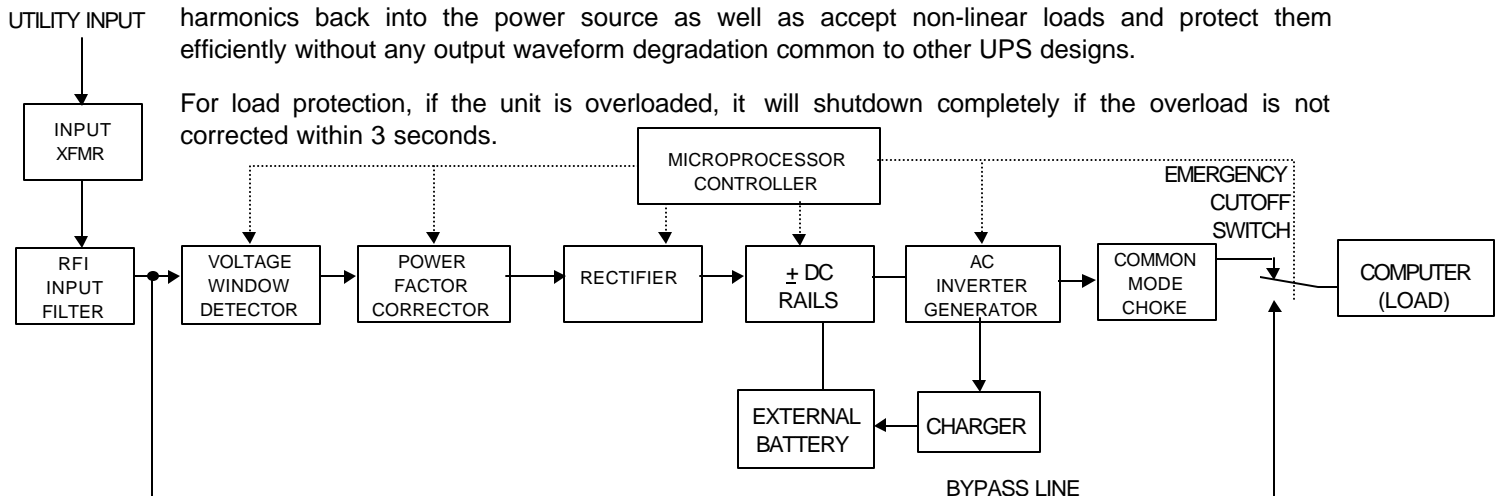 harmonics back into the power source as well as accept non-linear loads and protect them
efficiently without any output waveform degradation common to other UPS designs.
For load protection, if the unit is overloaded, it will shutdown completely if the overload is not
corrected within 3 seconds.
UTILITY INPUT
INPUT
XFMR
RFI
INPUT
FILTER
VOLTAGE
WINDOW
DETECTOR
POWER
FACTOR
CORRECTOR
MICROPROCESSOR
CONTROLLER
RECTIFIER
± DC
RAILS
AC
INVERTER
GENERATOR
COMMON
MODE
CHOKE
EMERGENCY
CUTOFF
SWITCH
COMPUTER
(LOAD)
EXTERNAL
BATTERY
CHARGER
BYPASS LINE